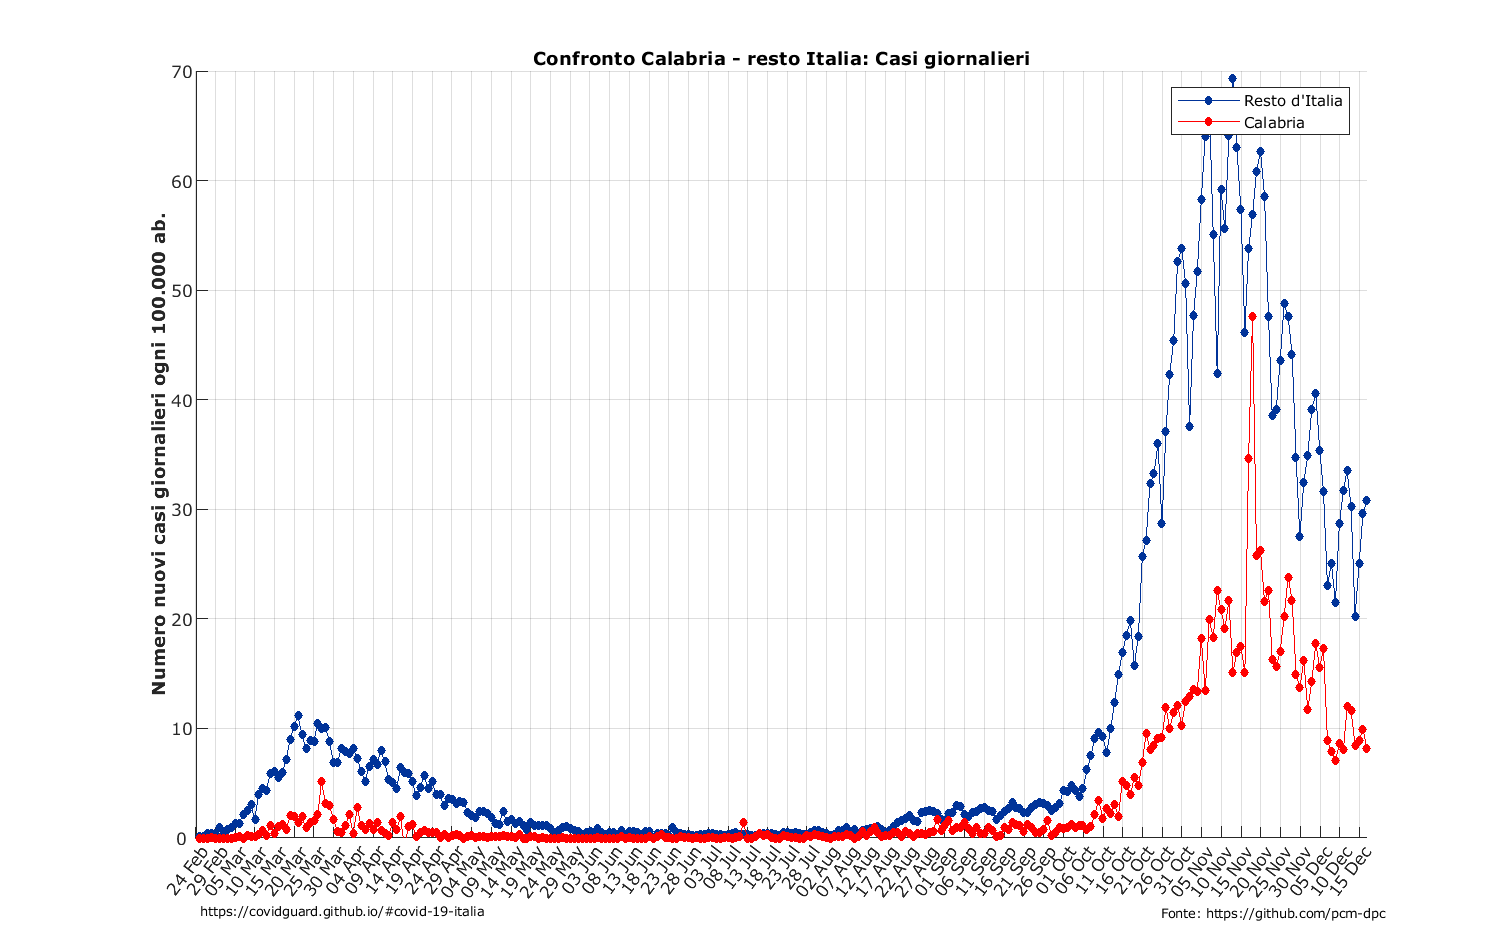 Confronto Calabria - resto Italia: Casi giornalieri
Numero nuovi casi giornalieri ogni 100.000 ab.
70
60
50
40
30
20
10
0
Resto d'Italia
Calabria
24 Feb
29 Feb
05 Mar
10 Mar
15 Mar
20 Mar
25 Mar
30 Mar
04 Apr
09 Apr
14 Apr
19 Apr
24 Apr
29 Apr
04 May
09 May
14 May
19 May
24 May
29 May
03 Jun
08 Jun
13 Jun
18 Jun
23 Jun
28 Jun
03 Jul
08 Jul
13 Jul
18 Jul
23 Jul
28 Jul
02 Aug
07 Aug
12 Aug
17 Aug
22 Aug
27 Aug
01 Sep
06 Sep
11 Sep
16 Sep
21 Sep
26 Sep
01 Oct
06 Oct
11 Oct
16 Oct
21 Oct
26 Oct
31 Oct
05 Nov
10 Nov
15 Nov
20 Nov
25 Nov
30 Nov
05 Dec
10 Dec
15 Dec
https://covidguard.github.io/#covid-19-italia
Fonte: https://github.com/pcm-dpc